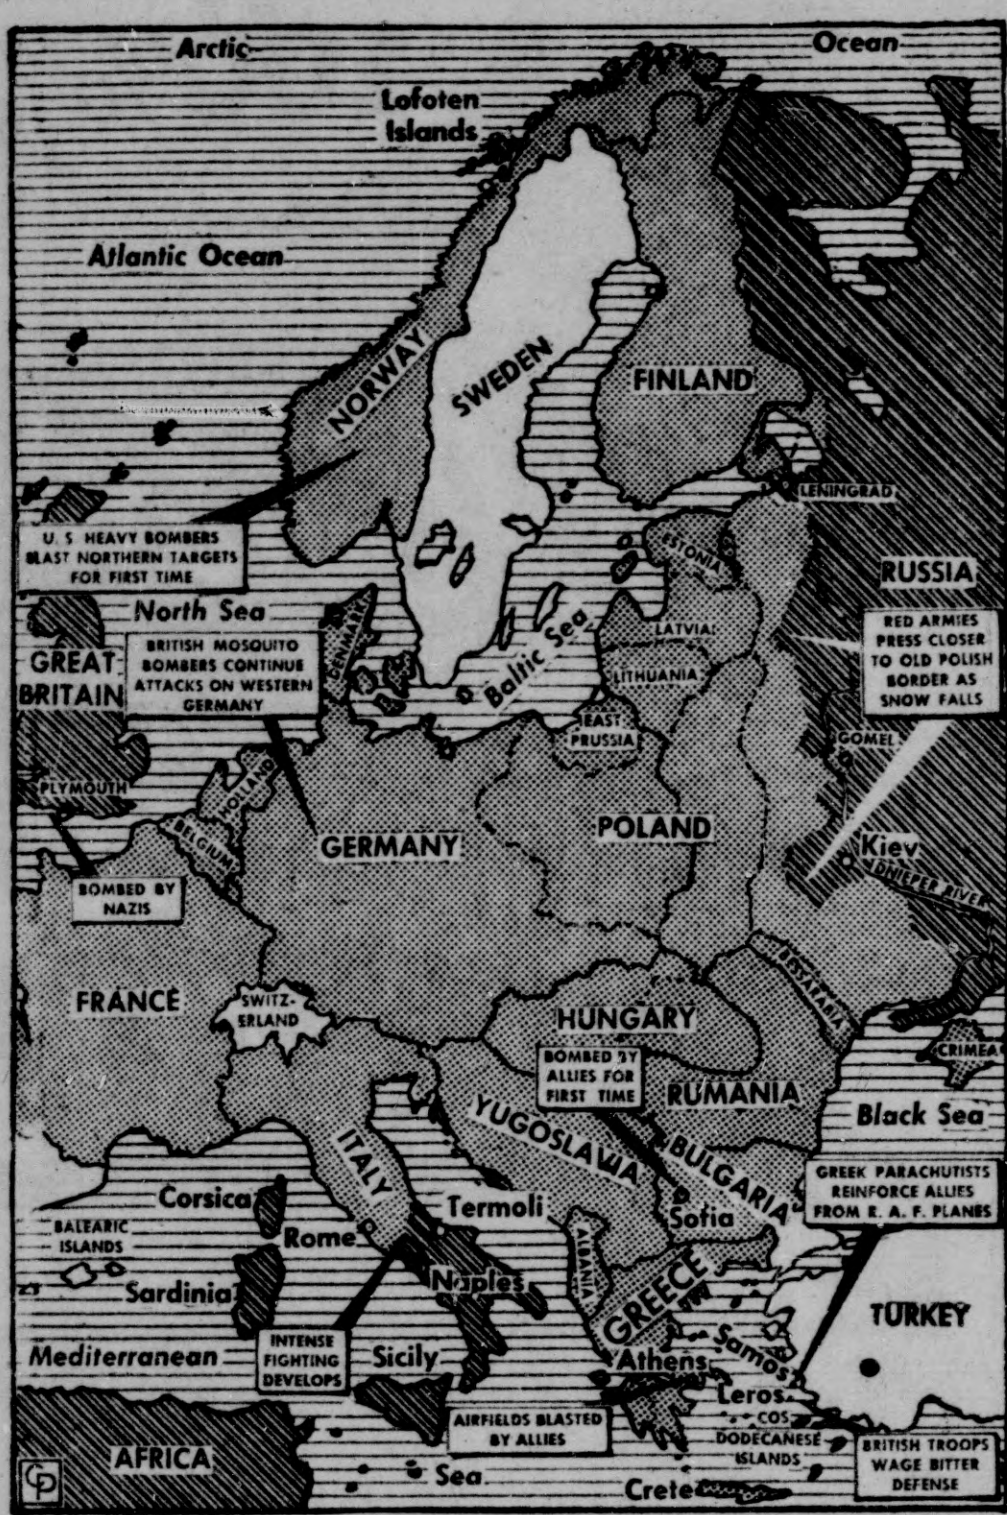 Arctic
Ocean
Lofoten
Islands
Atlantic Ocean
NORWAY
SWEDEN
FINLAND
LENINGRAD
U. S. HEAVY BOMBERS
BLAST NORTHERN TARGETS
FOR FIRST TIME
ESTONIA
RUSSIA
North Sea
DENMARK
Baltic Sea
LATVIA
RED ARMIES
PRESS CLOSER
TO OLD POLISH
BORDER AS
SNOW FALLS
GREAT
BRITAIN
BRITISH MOSQUITO
BOMBERS CONTINUE
ATTACKS ON WESTERN
GERMANY
LITHUANIA
EAST
PRUSSIA
GOMEL
PLYMOUTH
HOLLAND
BELGIUM
GERMANY
POLAND
Kiev
DNIEPER RIVER
BOMBED BY
NAZIS
FRANCE
SWITZ-
ERLAND
HUNGARY
BESSARABIA
CRIMEA
BOMBED BY
ALLIES FOR
FIRST TIME
RUMANIA
Black Sea
YUGOSLAVIA
BULGARIA
ITALY
GREEK PARACHUTISTS
REINFORCE ALLIES
FROM R. A. F. PLANES
Corsica
Termoli
Sofia
BALEARIC
ISLANDS
Rome
ALBANIA
Sardinia
Naples
GREECE
TURKEY
Mediterranean
INTENSE
FIGHTING
DEVELOPS
Sicily
Athens
Samos
Leros
COS
DODECANESE
ISLANDS
AIRFIELDS BLASTED
BY ALLIES
BRITISH TROOPS
WAGE BITTER
DEFENSE
AFRICA
Sea
Crete
CP